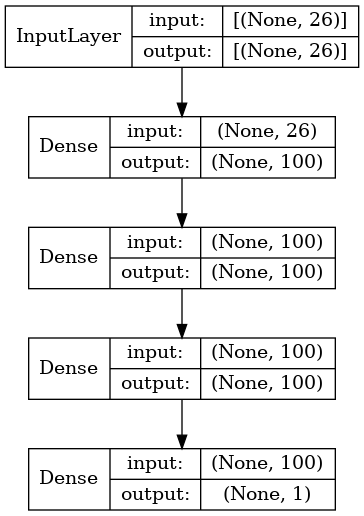 InputLayer input: [(None, 26)]
output: [(None, 26)]
Dense input: (None, 26)
output: (None, 100)
Dense input: (None, 100)
output: (None, 100)
Dense input: (None, 100)
output: (None, 100)
Dense input: (None, 100)
output: (None, 1)